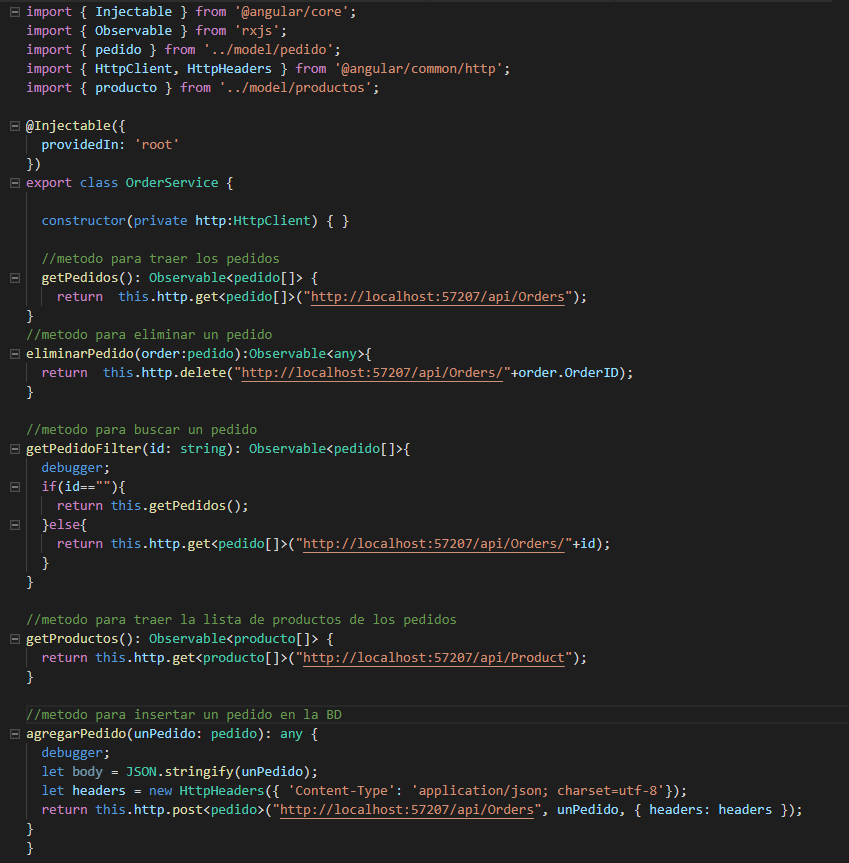 import { Injectable } from '@angular/core';
import { Observable } from 'rxjs';
import { pedido } from '../model/pedido';
import { HttpClient, HttpHeaders } from '@angular/common/http';
import { producto } from '../model/productos';

@Injectable({
  providedIn: 'root'
})
export class OrderService {

  constructor(private http:HttpClient) { }

  //metodo para traer los pedidos
  getPedidos(): Observable<pedido[]> {
    return  this.http.get<pedido[]>("http://localhost:57207/api/Orders");
}
//metodo para eliminar un pedido
eliminarPedido(order:pedido):Observable<any>{
  return  this.http.delete("http://localhost:57207/api/Orders/"+order.OrderID);
}

//metodo para buscar un pedido
getPedidoFilter(id: string): Observable<pedido[]>{
  debugger;
  if(id==""){
    return this.getPedidos();
  }else{
    return this.http.get<pedido[]>("http://localhost:57207/api/Orders/"+id);
  }
}

//metodo para traer la lista de productos de los pedidos
getProductos(): Observable<producto[]> {
  return this.http.get<producto[]>("http://localhost:57207/api/Product");
}

//metodo para insertar un pedido en la BD
agregarPedido(unPedido: pedido): any {
  debugger;
  let body = JSON.stringify(unPedido);
  let headers = new HttpHeaders({ 'Content-Type': 'application/json; charset=utf-8'});
  return this.http.post<pedido>("http://localhost:57207/api/Orders", unPedido, { headers: headers });
}
}